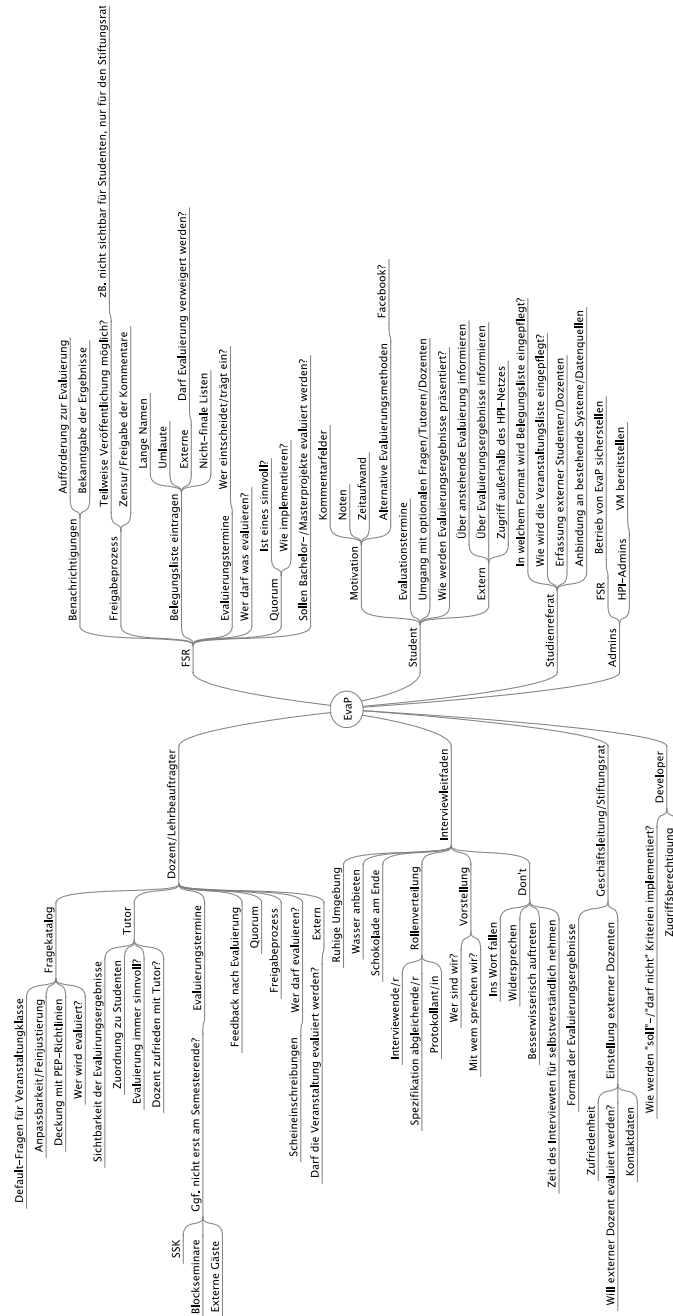 EvaP
Dozent/Lehrbeauftragter
Fragekatalog
Default-Fragen für Veranstaltungklasse
Anpassbarkeit/Feinjustierung
Deckung mit PEP-Richtlinien
Wer wird evaluiert?
Sichtbarkeit der Evaluirungsergebnisse
Tutor
Zuordnung zu Studenten
Evaluierung immer sinnvoll?
Dozent zufrieden mit Tutor?
Evaluierungstermine
Ggf. nicht erst am Semesterende?
SSK
Blockseminare
Externe Gäste
Feedback nach Evaluierung
Quorum
Freigabeprozess
Wer darf evaluieren?
Scheineinschreibungen
Extern
Darf die Veranstaltung evaluiert werden?
Interviewleitfaden
Ruhige Umgebung
Wasser anbieten
Schokolade am Ende
Rollenverteilung
Interviewende/r
Spezifikation abgleichende/r
Protokollant/in
Vorstellung
Wer sind wir?
Mit wem sprechen wir?
Don't
Ins Wort fallen
Widersprechen
Besserwisserisch auftreten
Zeit des Interviewten für selbstverständlich nehmen
Geschäftsleitung/Stiftungsrat
Format der Evaluierungsergebnisse
Einstellung externer Dozenten
Zufriedenheit
Will externer Dozent evaluiert werden?
Kontaktdaten
Developer
Wie werden "soll"-/"darf nicht" Kriterien implementiert?
Zugriffsberechtigung
FSR
Benachrichtigungen
Aufforderung zur Evaluierung
Bekanntgabe der Ergebnisse
Freigabeprozess
Teilweise Veröffentlichung möglich?
zB. nicht sichtbar für Studenten, nur für den Stiftungsrat
Zensur/Freigabe der Kommentare
Belegungsliste eintragen
Lange Namen
Umlaute
Externe
Darf Evaluierung verweigert werden?
Nicht-finale Listen
Evaluierungstermine
Wer eintscheidet/trägt ein?
Wer darf was evaluieren?
Quorum
Ist eines sinnvoll?
Wie implementieren?
Sollen Bachelor-/Masterprojekte evaluiert werden?
Student
Motivation
Kommentarfelder
Noten
Zeitaufwand
Alternative Evaluierungsmethoden
Facebook?
Evaluationstermine
Umgang mit optionalen Fragen/Tutoren/Dozenten
Wie werden Evaluierungsergebnisse präsentiert?
Extern
Über anstehende Evaluierung informieren
Über Evaluierungsergebnisse informieren
Zugriff außerhalb des HPI-Netzes
Studienreferat
In welchem Format wird Belegungsliste eingepflegt?
Wie wird die Veranstaltungsliste eingepflegt?
Erfassung externer Studenten/Dozenten
Anbindung an bestehende Systeme/Datenquellen
Admins
FSR
Betrieb von EvaP sicherstellen
HPI-Admins
VM bereitstellen